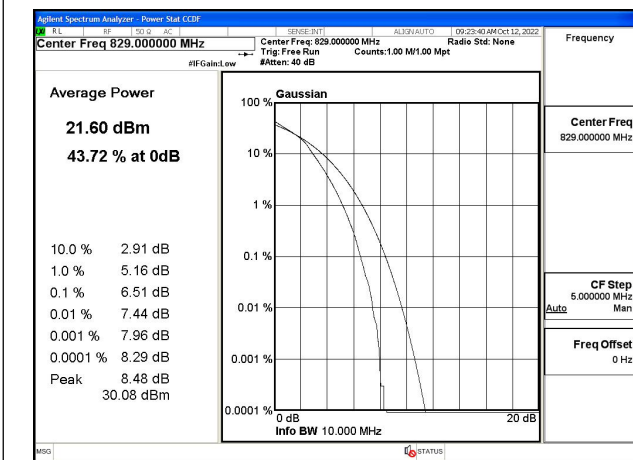 Agilent Spectrum Analyzer - Power Stat CCDF
RL RF 50 Ω AC SENSE:INT ALIGN AUTO 09:23:40 AM Oct 12, 2022
Center Freq 829.000000 MHz
Center Freq: 829.000000 MHz Radio Std: None
Trig: Free Run Counts:1.00 M/1.00 Mpt
#IFGain:Low #Atten: 40 dB
Frequency
Average Power
21.60 dBm
43.72 % at 0dB
10.0 % 2.91 dB
1.0 % 5.16 dB
0.1 % 6.51 dB
0.01 % 7.44 dB
0.001 % 7.96 dB
0.0001 % 8.29 dB
Peak 8.48 dB
30.08 dBm
Gaussian
100 %
10 %
1 %
0.1 %
0.01 %
0.001 %
0.0001 %
0 dB 20 dB
Info BW 10.000 MHz
Center Freq
829.000000 MHz
CF Step
5.000000 MHz
Auto Man
Freq Offset
0 Hz
MSG STATUS